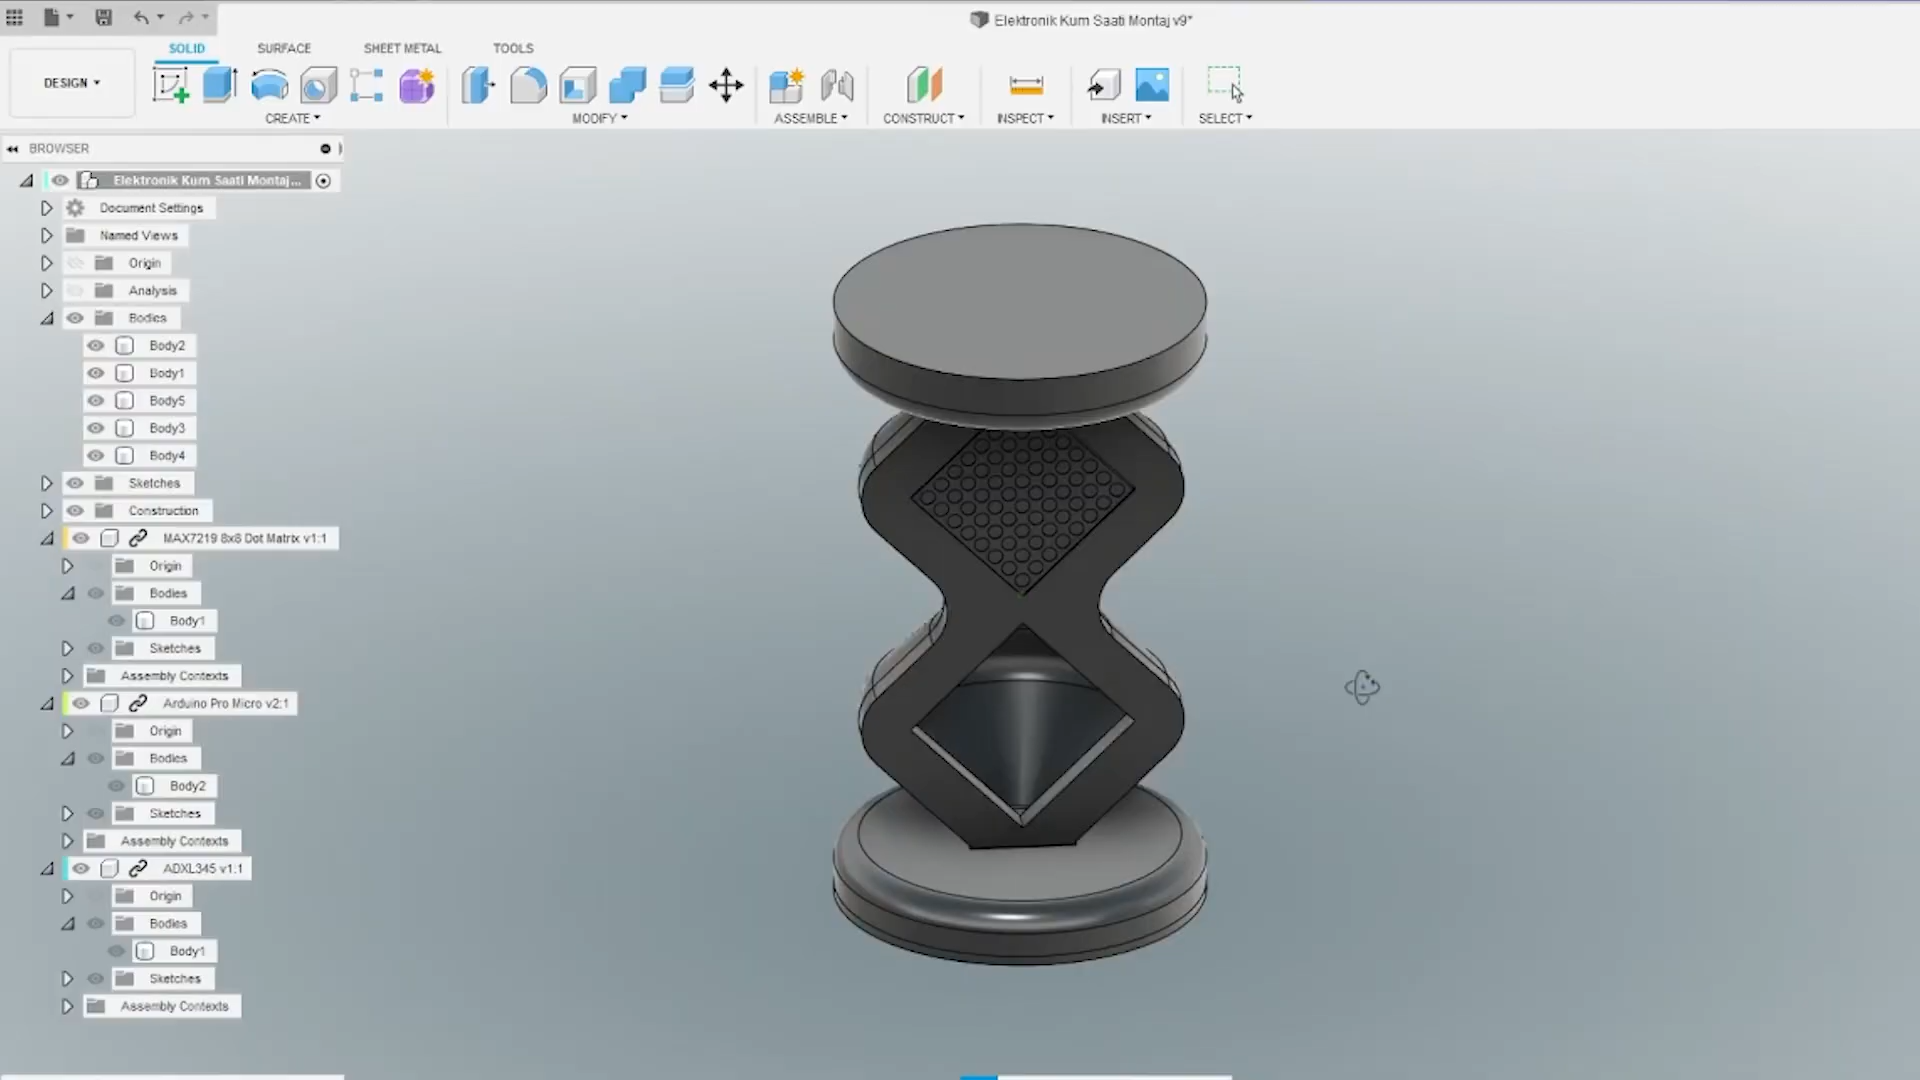 Elektronik Kum Saati Montaj v9*
SOLID SURFACE SHEET METAL TOOLS
DESIGN
CREATE MODIFY ASSEMBLE CONSTRUCT INSPECT INSERT SELECT
BROWSER
Elektronik Kum Saati Montaj...
Document Settings
Named Views
Origin
Analysis
Bodies
Body2
Body1
Body5
Body3
Body4
Sketches
Construction
MAX7219 8x8 Dot Matrix v1:1
Origin
Bodies
Body1
Sketches
Assembly Contexts
Arduino Pro Micro v2:1
Origin
Bodies
Body2
Sketches
Assembly Contexts
ADXL345 v1:1
Origin
Bodies
Body1
Sketches
Assembly Contexts